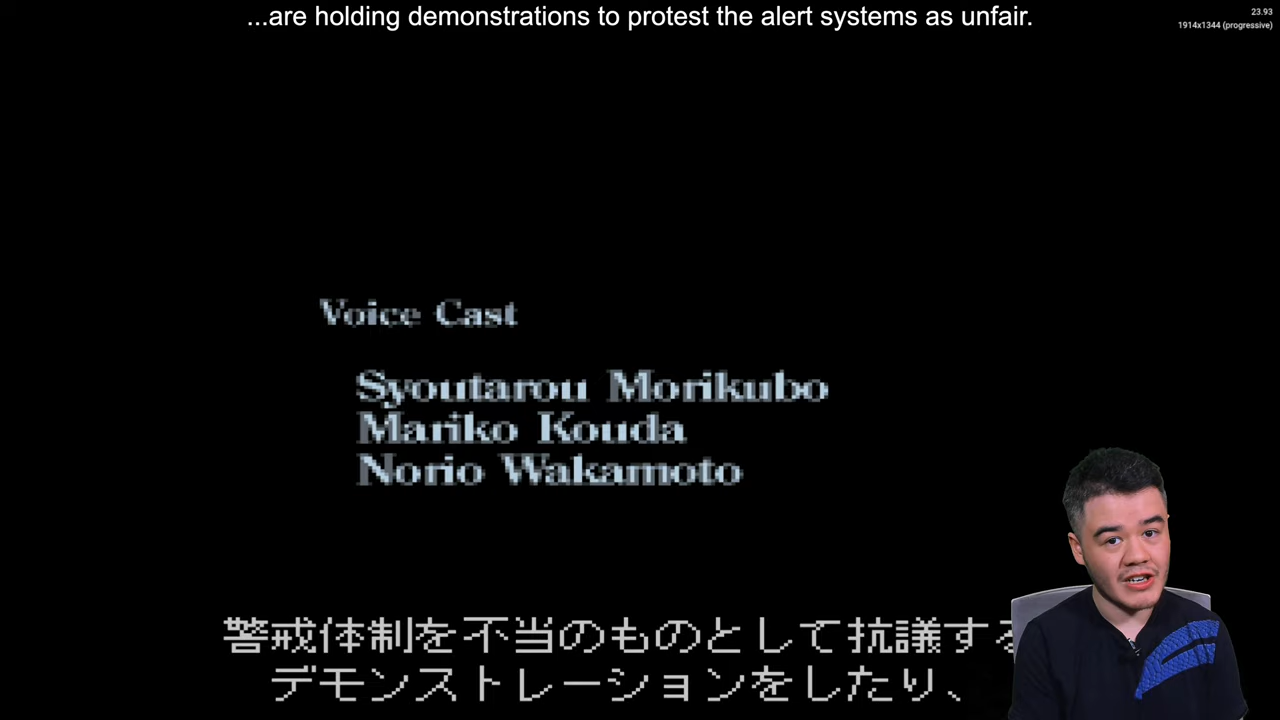 ...are holding demonstrations to protest the alert systems as unfair.
23.93
1914x1344 (progressive)
Voice Cast
Syoutarou Morikubo
Mariko Kouda
Norio Wakamoto
警戒体制を不当のものとして抗議する
デモンストレーションをしたり、